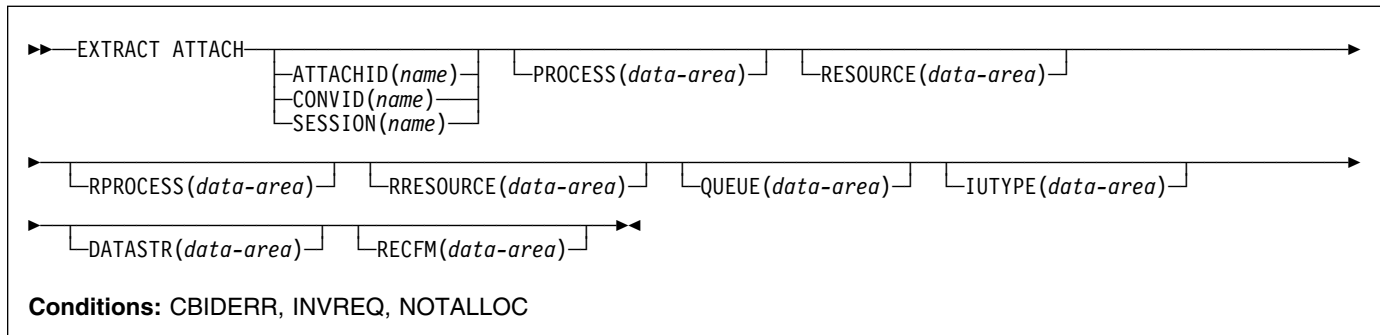 EXTRACT ATTACH
ATTACHID(name)
CONVID(name)
SESSION(name)
PROCESS(data-area)
RESOURCE(data-area)
RPROCESS(data-area)
RRESOURCE(data-area)
QUEUE(data-area)
IUTYPE(data-area)
DATASTR(data-area)
RECFM(data-area)
Conditions: CBIDERR, INVREQ, NOTALLOC